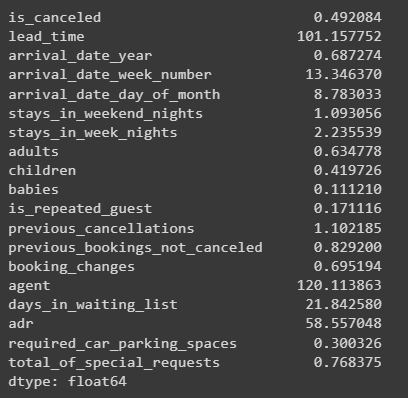 is_canceled 0.492084
lead_time 101.157752
arrival_date_year 0.687274
arrival_date_week_number 13.346370
arrival_date_day_of_month 8.783033
stays_in_weekend_nights 1.093056
stays_in_week_nights 2.235539
adults 0.634778
children 0.419726
babies 0.111210
is_repeated_guest 0.171116
previous_cancellations 1.102185
previous_bookings_not_canceled 0.829200
booking_changes 0.695194
agent 120.113863
days_in_waiting_list 21.842580
adr 58.557048
required_car_parking_spaces 0.300326
total_of_special_requests 0.768375
dtype: float64